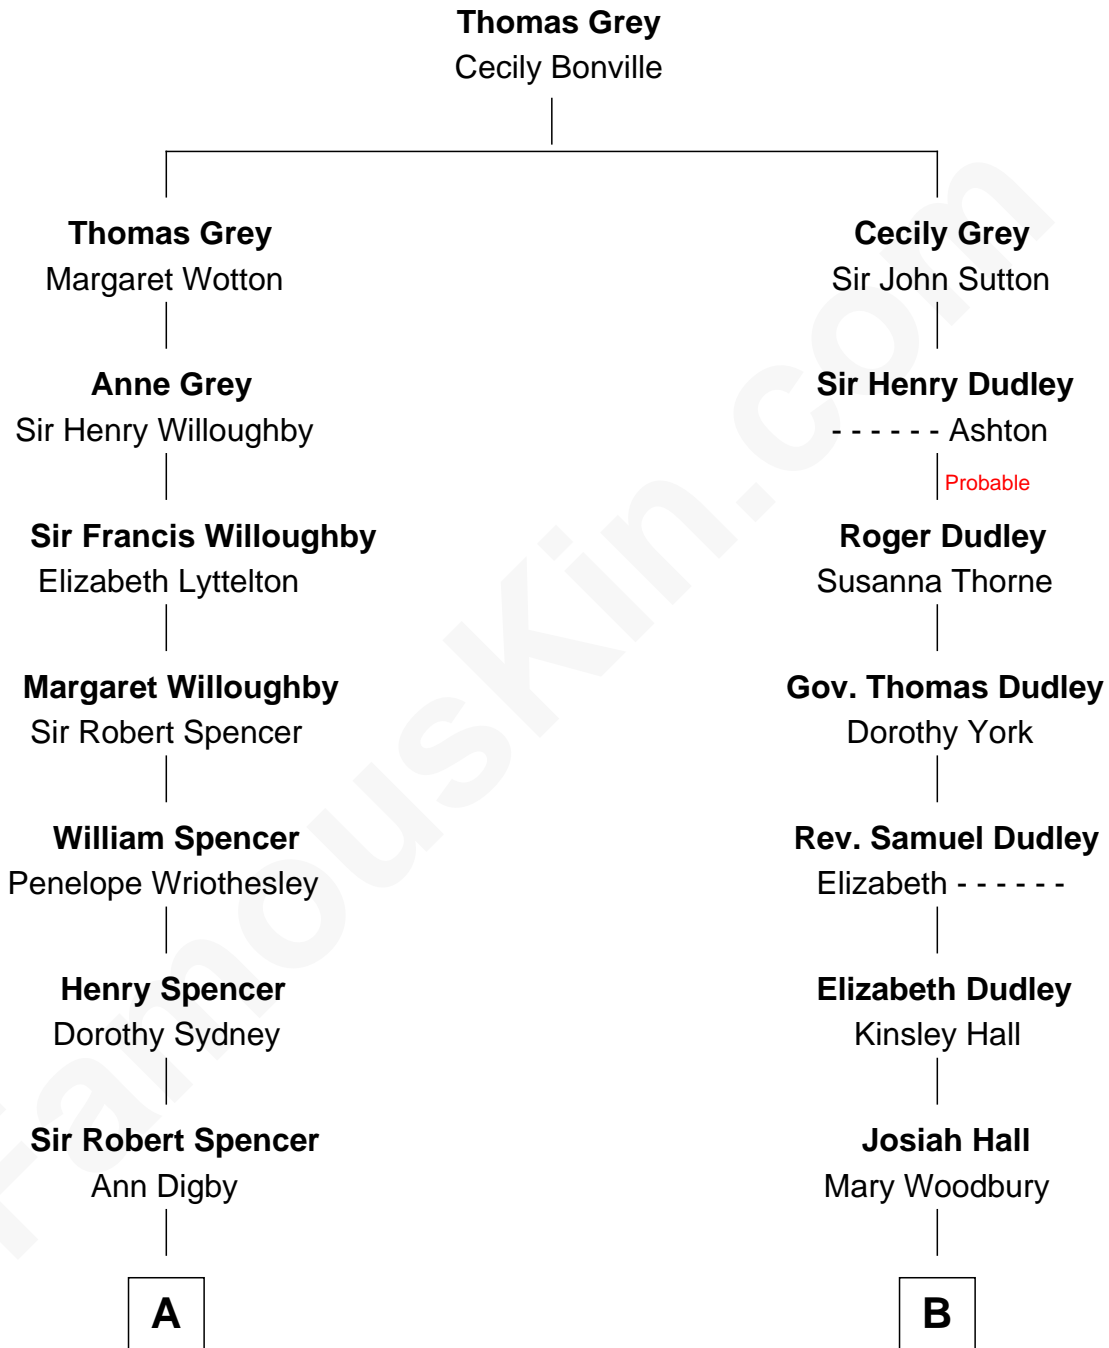 Thomas Grey
Cecily Bonville
Thomas Grey
Margaret Wotton
Cecily Grey
Sir John Sutton
Anne Grey
Sir Henry Willoughby
Sir Henry Dudley
- - - - - - Ashton
Probable
Sir Francis Willoughby
Elizabeth Lyttelton
Roger Dudley
Susanna Thorne
Margaret Willoughby
Sir Robert Spencer
Gov. Thomas Dudley
Dorothy York
William Spencer
Penelope Wriothesley
Rev. Samuel Dudley
Elizabeth - - - - - -
Henry Spencer
Dorothy Sydney
Elizabeth Dudley
Kinsley Hall
Sir Robert Spencer
Ann Digby
Josiah Hall
Mary Woodbury
A
B
FamousKin.com